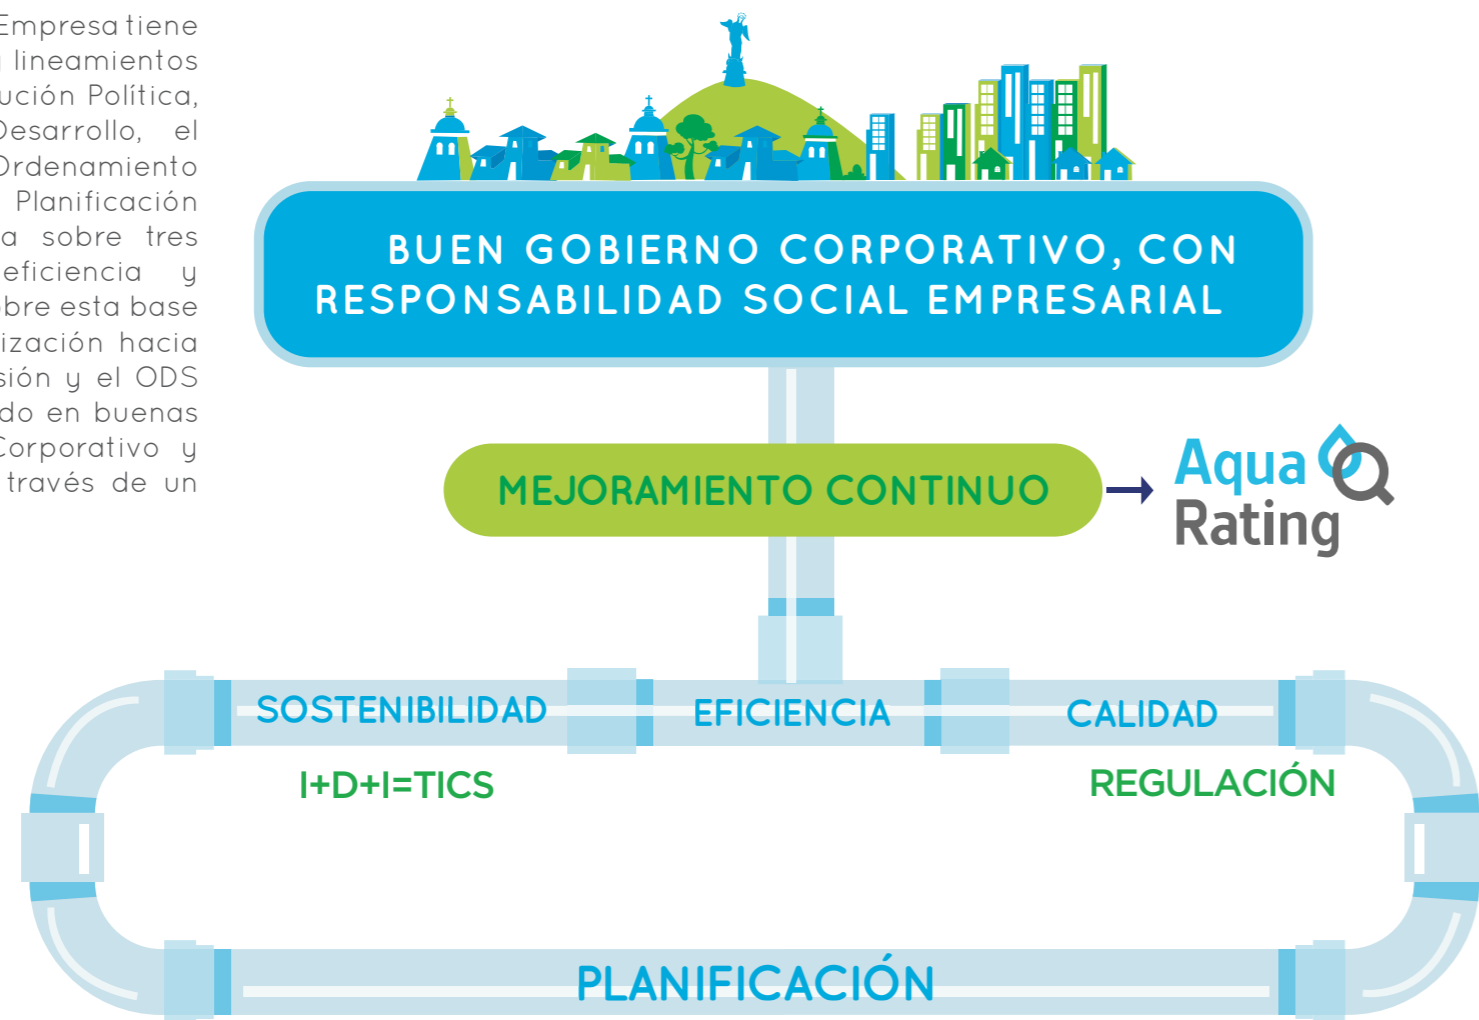 Empresa tiene
y lineamientos
ución Política,
Desarrollo, el
Ordenamiento
Planificación
a sobre tres
eficiencia y
obre esta base
ización hacia
sión y el ODS
do en buenas
Corporativo y
través de un
BUEN GOBIERNO CORPORATIVO, CON
RESPONSABILIDAD SOCIAL EMPRESARIAL
MEJORAMIENTO CONTINUO
Aqua
Rating
SOSTENIBILIDAD
EFICIENCIA
CALIDAD
I+D+I=TICS
REGULACIÓN
PLANIFICACIÓN